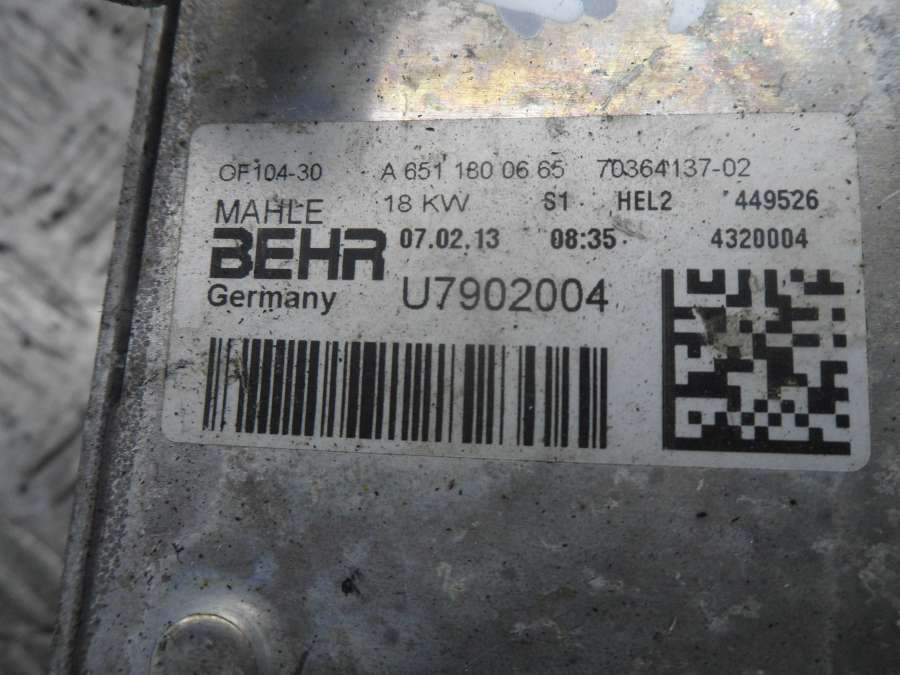 OF104-30 A 651 180 06 65 70364137-02
MAHLE 18 KW S1 HEL2 449526
BEHR 07.02.13 08:35 4320004
Germany U7902004